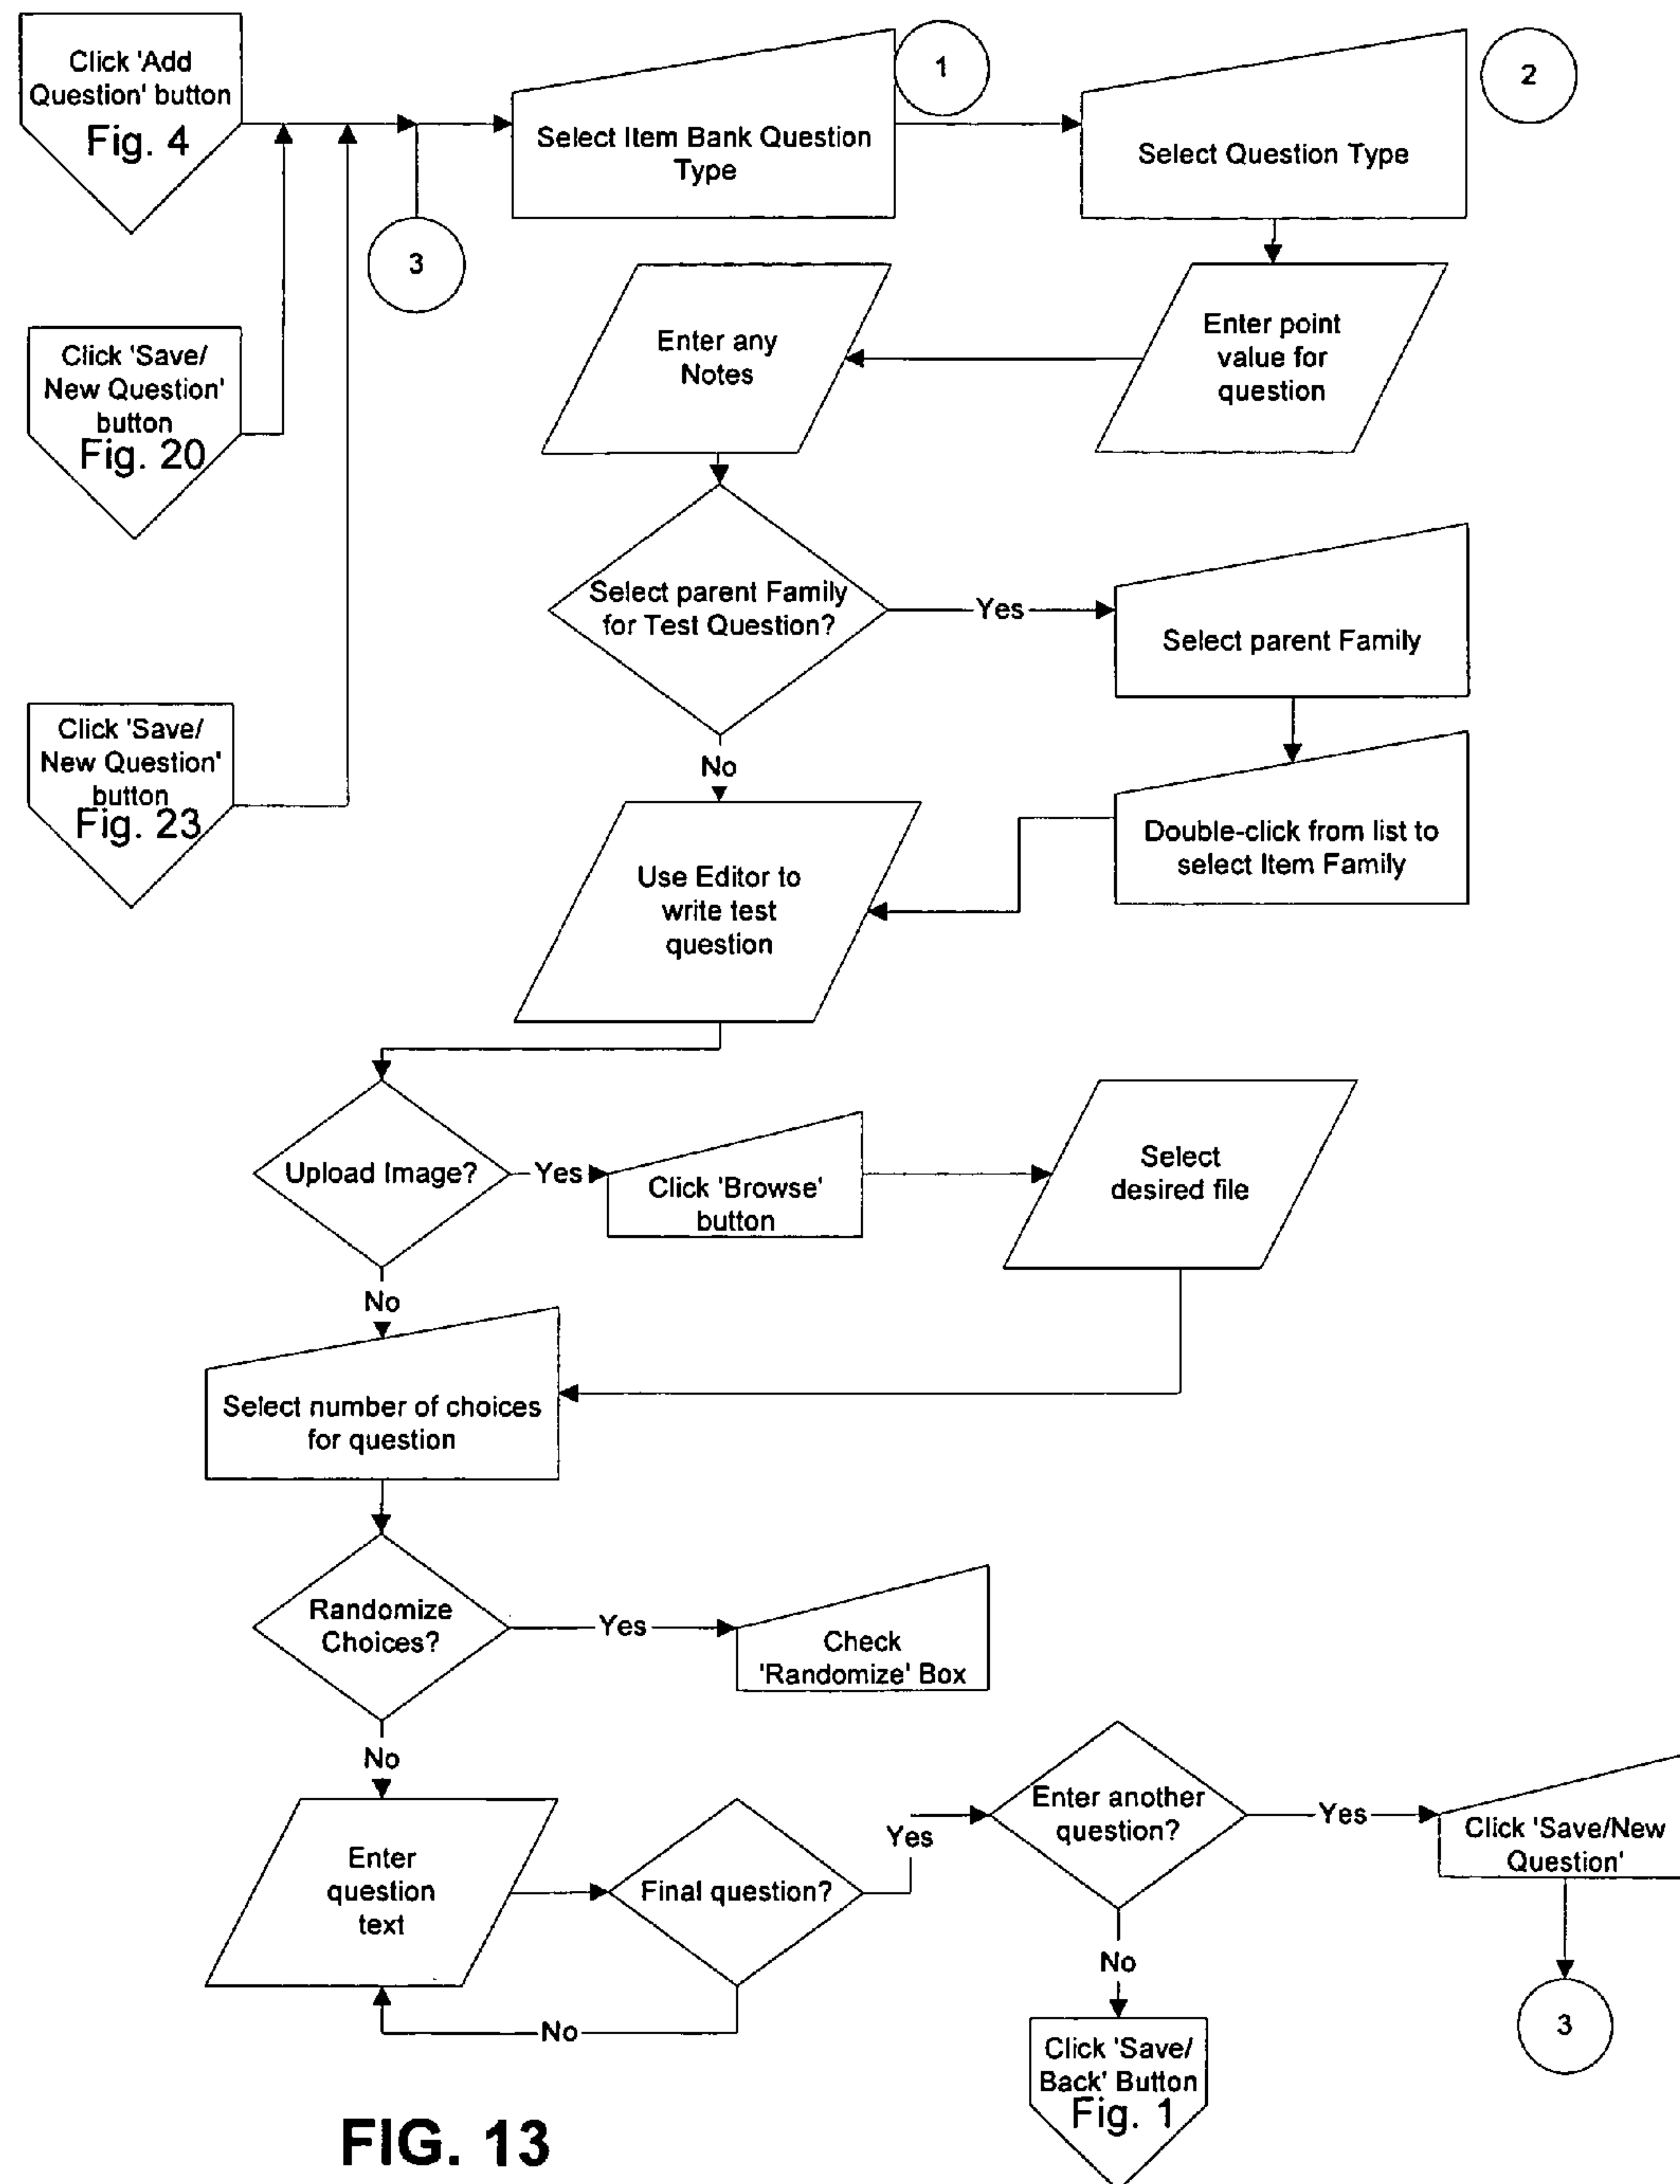 Click 'Add
Question' button
Fig. 4
1
2
Select Item Bank Question
Type
Select Question Type
3
Click 'Save/
New Question'
button
Fig. 20
Enter any
Notes
Enter point
value for
question
Select parent Family
for Test Question?
Yes
Select parent Family
No
Click 'Save/
New Question'
button
Fig. 23
Double-click from list to
select Item Family
Use Editor to
write test
question
Upload Image?
Yes
Click 'Browse'
button
Select
desired file
No
Select number of choices
for question
Randomize
Choices?
Yes
Check
'Randomize' Box
No
Enter
question
text
Final question?
Yes
Enter another
question?
Yes
Click 'Save/New
Question'
No
No
3
Click 'Save/
Back' Button
Fig. 1
FIG. 13